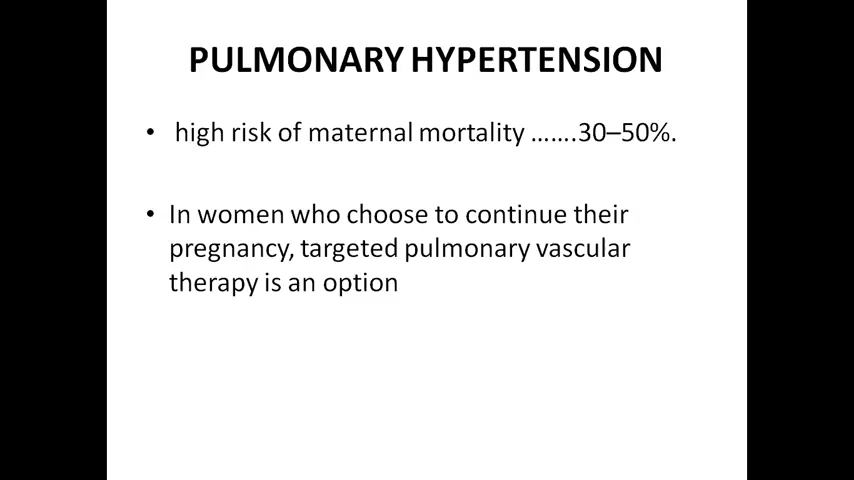 PULMONARY HYPERTENSION
• high risk of maternal mortality …….30–50%.
• In women who choose to continue their
pregnancy, targeted pulmonary vascular
therapy is an option